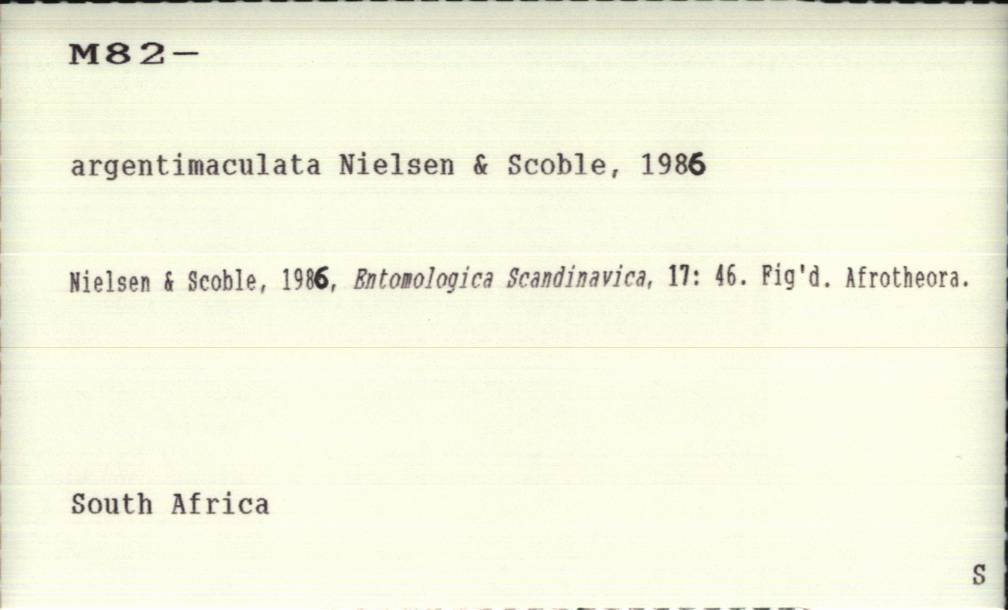 M82-
argentimaculata Nielsen & Scoble, 1986
Nielsen & Scoble, 1986, Entomologica Scandinavica, 17: 46. Fig'd. Afrotheora.
South Africa
S